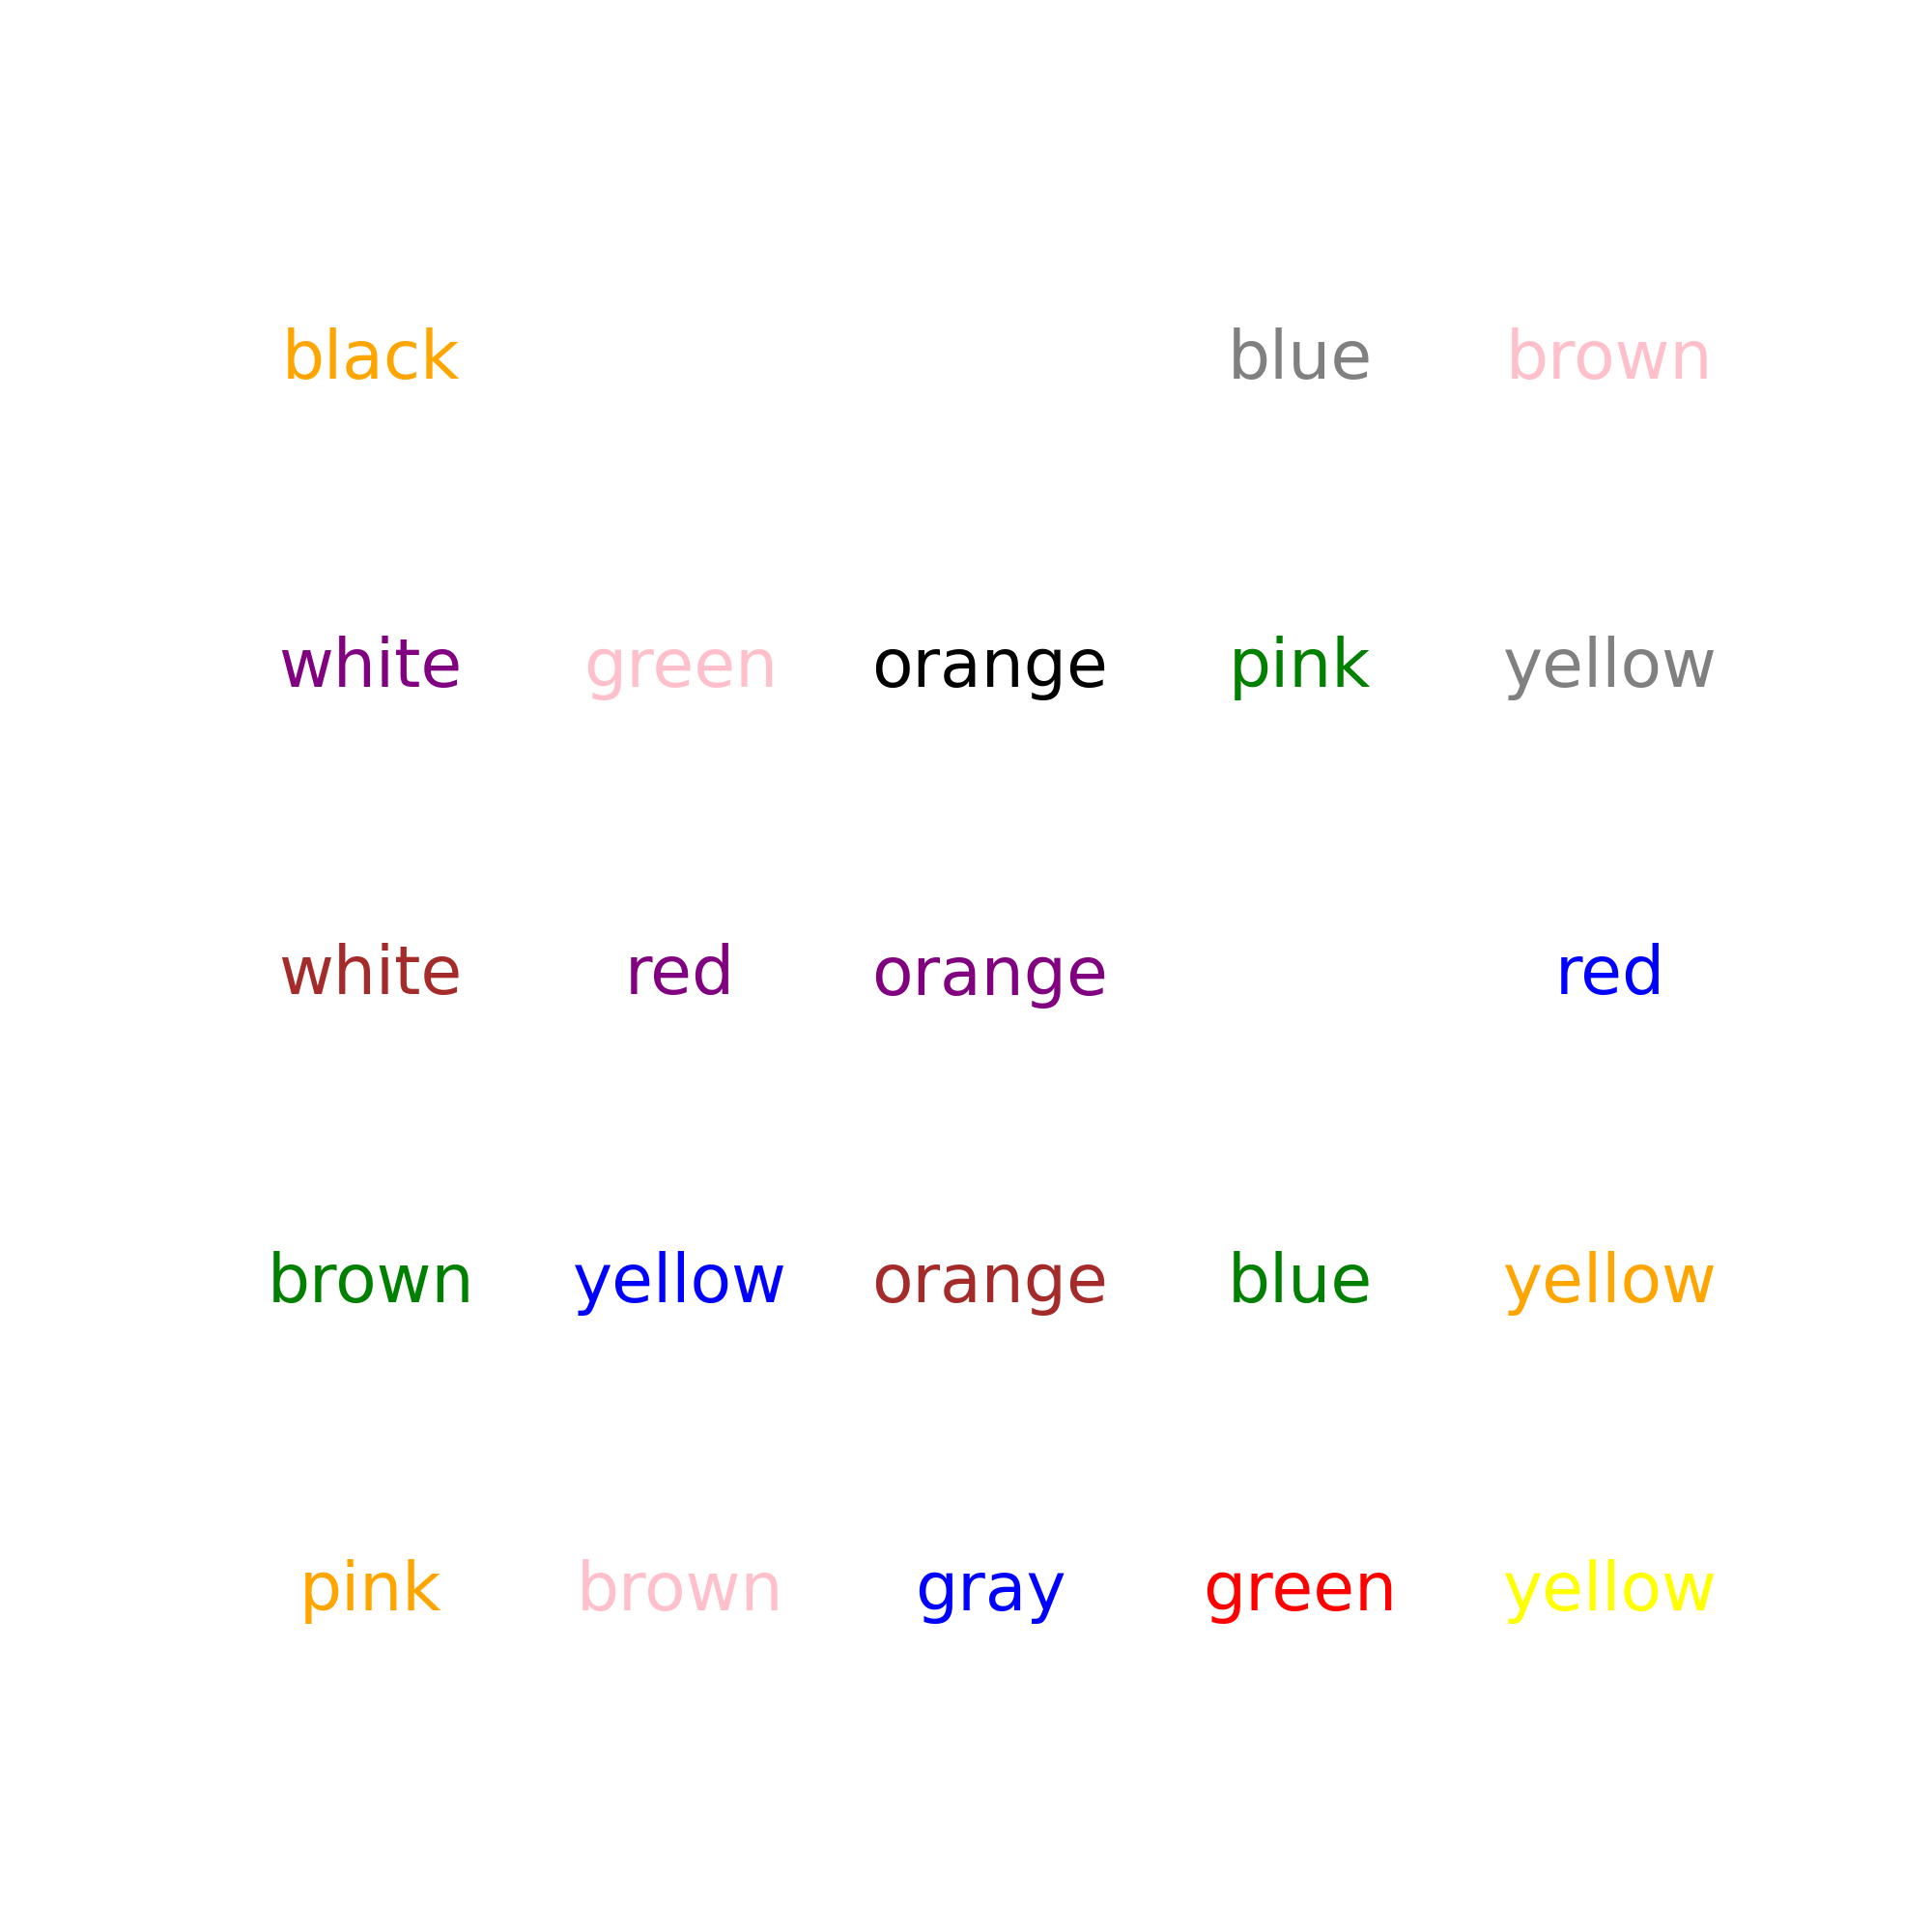 black blue brown
white green orange pink yellow
white red orange red
brown yellow orange blue yellow
pink brown gray green yellow